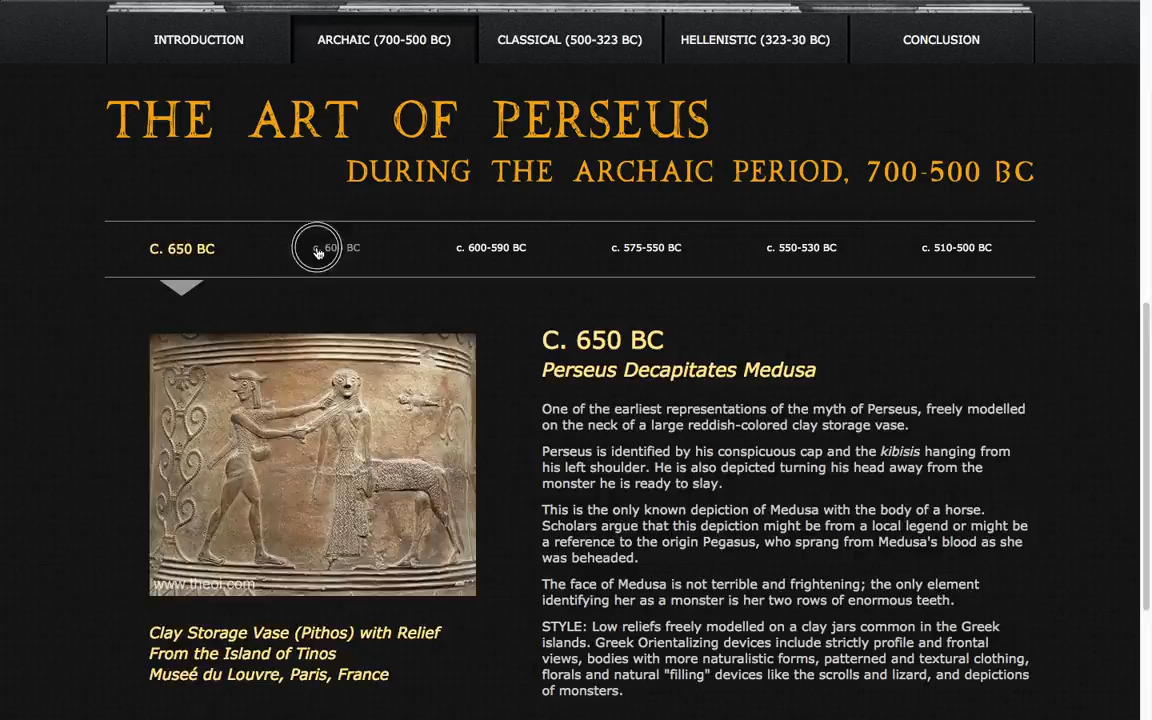 INTRODUCTION
ARCHAIC (700-500 BC)
CLASSICAL (500-323 BC)
HELLENISTIC (323-30 BC)
CONCLUSION
THE ART OF PERSEUS
DURING THE ARCHAIC PERIOD, 700-500 BC
C. 650 BC
c. 600 BC
c. 600-590 BC
c. 575-550 BC
c. 550-530 BC
c. 510-500 BC
www.theoi.com
Clay Storage Vase (Pithos) with Relief
From the Island of Tinos
Museé du Louvre, Paris, France
C. 650 BC
Perseus Decapitates Medusa
One of the earliest representations of the myth of Perseus, freely modelled
on the neck of a large reddish-colored clay storage vase.
Perseus is identified by his conspicuous cap and the kibisis hanging from
his left shoulder. He is also depicted turning his head away from the
monster he is ready to slay.
This is the only known depiction of Medusa with the body of a horse.
Scholars argue that this depiction might be from a local legend or might be
a reference to the origin Pegasus, who sprang from Medusa's blood as she
was beheaded.
The face of Medusa is not terrible and frightening; the only element
identifying her as a monster is her two rows of enormous teeth.
STYLE: Low reliefs freely modelled on a clay jars common in the Greek
islands. Greek Orientalizing devices include strictly profile and frontal
views, bodies with more naturalistic forms, patterned and textural clothing,
florals and natural "filling" devices like the scrolls and lizard, and depictions
of monsters.